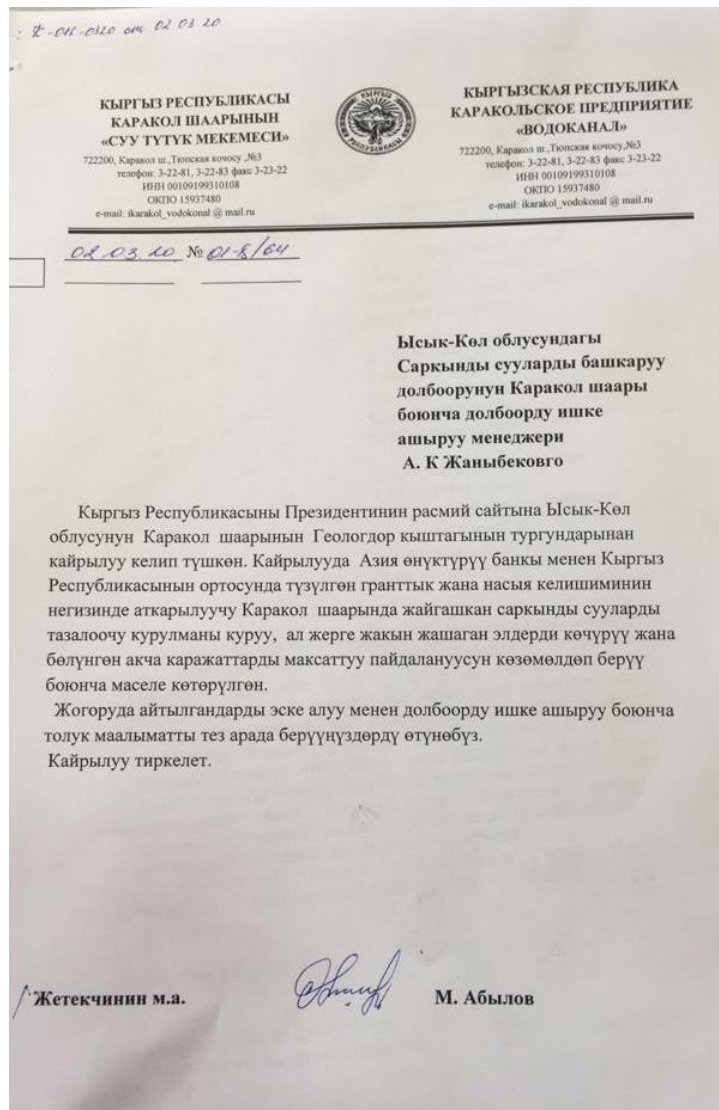 : К-016-0320 от 02.03.20
КЫРГЫЗ РЕСПУБЛИКАСЫ
КАРАКОЛ ШААРЫНЫН
«СУУ ТҮТҮК МЕКЕМЕСИ»
722200, Каракол ш.,Тюпская кочосу ,№3
телефон: 3-22-81, 3-22-83 факс 3-23-22
ИНН 00109199310108
ОКПО 15937480
e-mail: ikarakol_vodokonal @ mail.ru
КЫРГЫЗСКАЯ РЕСПУБЛИКА
КАРАКОЛЬСКОЕ ПРЕДПРИЯТИЕ
«ВОДОКАНАЛ»
722200, Каракол ш.,Тюпская кочосу,№3
телефон: 3-22-81, 3-22-83 факс 3-23-22
ИНН 00109199310108
ОКПО 15937480
e-mail: ikarakol_vodokonal @ mail.ru
02.03.20 № 01-8/64
Ысык-Көл облусундагы
Саркынды сууларды башкаруу
долбоорунун Каракол шаары
боюнча долбоорду ишке
ашыруу менеджери
А. К Жаныбековго
Кыргыз Республикасыны Президентинин расмий сайтына Ысык-Көл
облусунун Каракол шаарынын Геологдор кыштагынын тургундарынан
кайрылуу келип түшкөн. Кайрылууда Азия өнүктүрүү банкы менен Кыргыз
Республикасынын ортосунда түзүлгөн гранттык жана насыя келишиминин
негизинде аткарылуучу Каракол шаарында жайгашкан саркынды сууларды
тазалоочу курулманы куруу, ал жерге жакын жашаган элдерди көчүрүү жана
бөлүнгөн акча каражаттарды максаттуу пайдалануусун көзөмөлдөп берүү
боюнча маселе көтөрүлгөн.
Жогоруда айтылгандарды эске алуу менен долбоорду ишке ашыруу боюнча
толук маалыматты тез арада берүүңүздөрдү өтүнөбүз.
Кайрылуу тиркелет.
Жетекчинин м.а.
М. Абылов